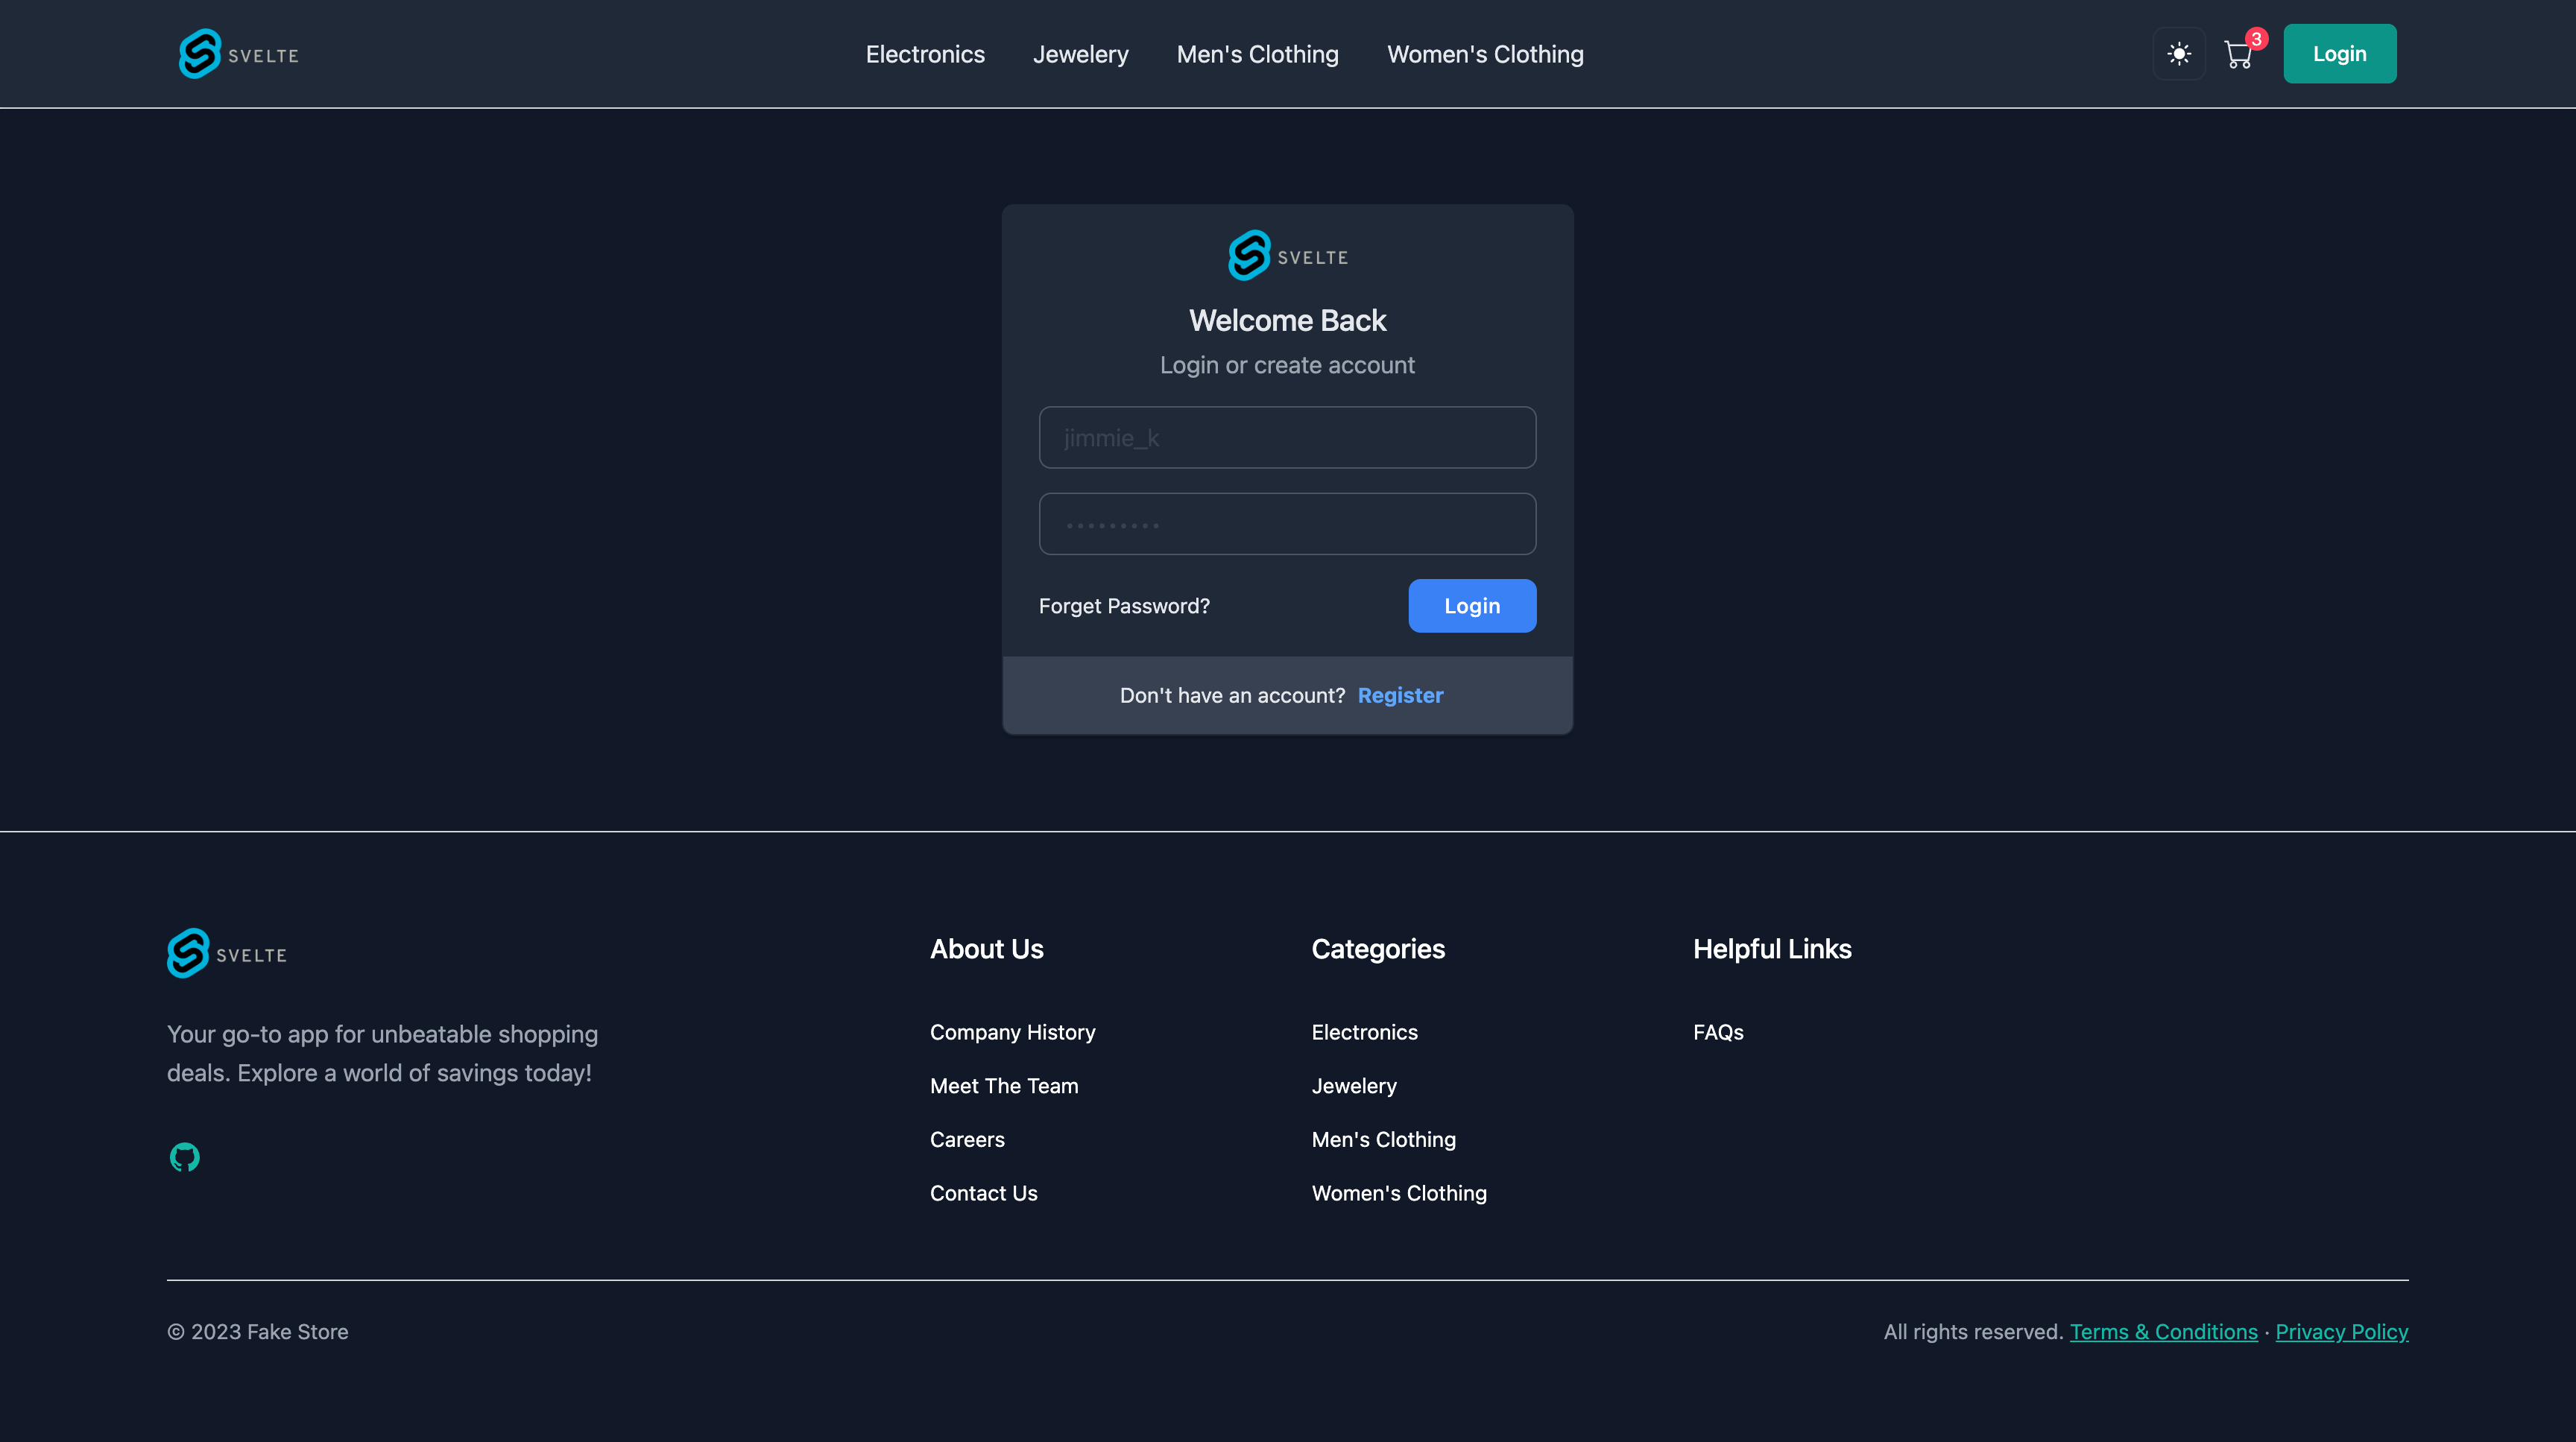 SVELTE
Electronics Jewelery Men's Clothing Women's Clothing
3
Login
SVELTE
Welcome Back
Login or create account
jimmie_k
•••••••••
Forget Password?
Login
Don't have an account? Register
SVELTE
Your go-to app for unbeatable shopping
deals. Explore a world of savings today!
About Us
Company History
Meet The Team
Careers
Contact Us
Categories
Electronics
Jewelery
Men's Clothing
Women's Clothing
Helpful Links
FAQs
© 2023 Fake Store
All rights reserved. Terms & Conditions · Privacy Policy